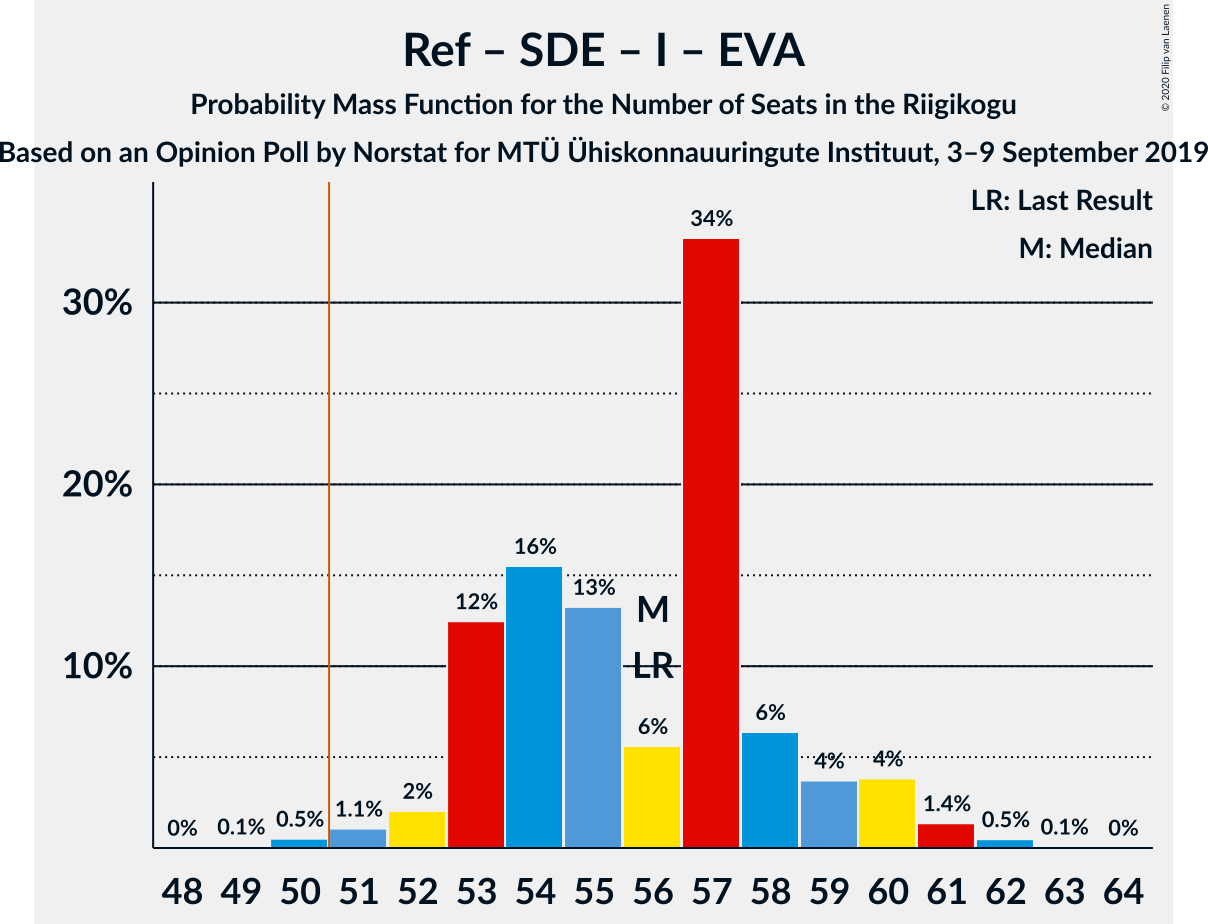 Ref – SDE – I – EVA
Probability Mass Function for the Number of Seats in the Riigikogu
Based on an Opinion Poll by Norstat for MTÜ Ühiskonnauuringute Instituut, 3–9 September 2019
© 2020 Filip van Laenen
LR: Last Result
M: Median
30%
20%
10%
0% 0.1% 0.5% 1.1% 2% 12% 16% 13% 6% 34% 6% 4% 4% 1.4% 0.5% 0.1% 0%
M
LR
48 49 50 51 52 53 54 55 56 57 58 59 60 61 62 63 64